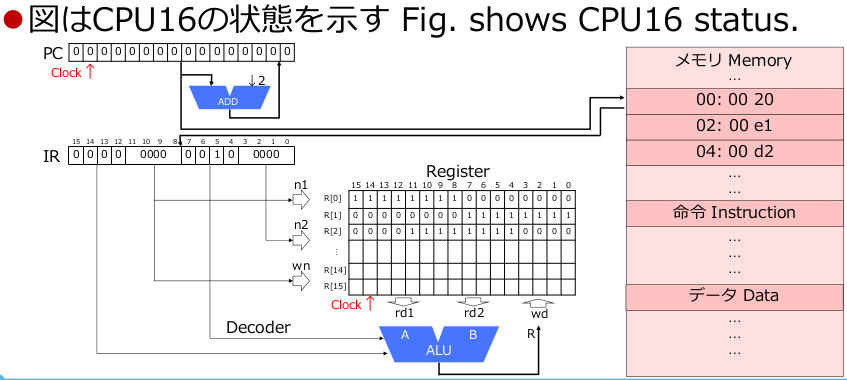 ●図はCPU16の状態を示す Fig. shows CPU16 status.
PC 0 0 0 0 0 0 0 0 0 0 0 0 0 0 0 0
Clock ↑
↓2
ADD
15 14 13 12 11 10 9 8 7 6 5 4 3 2 1 0
IR 0 0 0 0 0000 0 0 1 0 0000
Register
15 14 13 12 11 10 9 8 7 6 5 4 3 2 1 0
n1
R[0] 1 1 1 1 1 1 1 1 0 0 0 0 0 0 0 0
R[1] 0 0 0 0 0 0 0 0 1 1 1 1 1 1 1 1
n2
R[2] 0 0 0 0 1 1 1 1 1 1 1 1 0 0 0 0
⋮
wn
R[14]
R[15]
Clock ↑
rd1
rd2
wd
Decoder
A
B
R
ALU
メモリ Memory
…
00: 00 20
02: 00 e1
04: 00 d2
…
…
命令 Instruction
…
…
…
データ Data
…
…
…